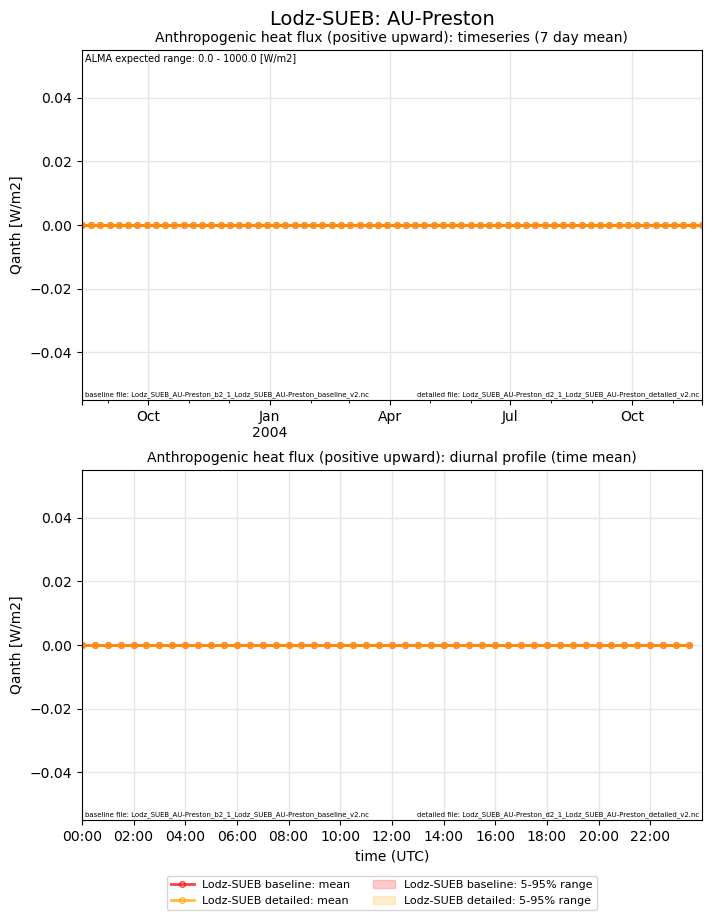 Lodz-SUEB: AU-Preston
Anthropogenic heat flux (positive upward): timeseries (7 day mean)
ALMA expected range: 0.0 - 1000.0 [W/m2]
0.04
0.02
0.00
−0.02
−0.04
Qanth [W/m2]
baseline file: Lodz_SUEB_AU-Preston_b2_1_Lodz_SUEB_AU-Preston_baseline_v2.nc
detailed file: Lodz_SUEB_AU-Preston_d2_1_Lodz_SUEB_AU-Preston_detailed_v2.nc
Oct Jan Apr Jul Oct
2004
Anthropogenic heat flux (positive upward): diurnal profile (time mean)
0.04
0.02
0.00
−0.02
−0.04
Qanth [W/m2]
baseline file: Lodz_SUEB_AU-Preston_b2_1_Lodz_SUEB_AU-Preston_baseline_v2.nc
detailed file: Lodz_SUEB_AU-Preston_d2_1_Lodz_SUEB_AU-Preston_detailed_v2.nc
00:00 02:00 04:00 06:00 08:00 10:00 12:00 14:00 16:00 18:00 20:00 22:00
time (UTC)
Lodz-SUEB baseline: mean
Lodz-SUEB detailed: mean
Lodz-SUEB baseline: 5-95% range
Lodz-SUEB detailed: 5-95% range